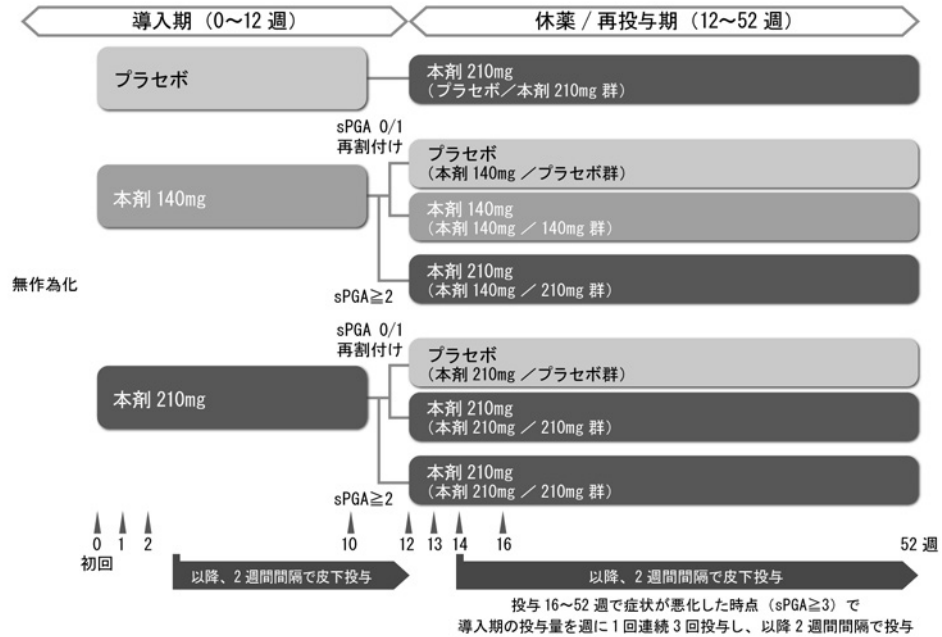 導入期（0～12 週）
休薬 / 再投与期（12～52 週）
プラセボ
本剤 210mg
（プラセボ／本剤 210mg 群）
sPGA 0/1
再割付け
プラセボ
（本剤 140mg ／プラセボ群）
本剤 140mg
本剤 140mg
（本剤 140mg ／ 140mg 群）
本剤 210mg
（本剤 140mg ／ 210mg 群）
無作為化
sPGA≧2
sPGA 0/1
再割付け
プラセボ
（本剤 210mg ／プラセボ群）
本剤 210mg
本剤 210mg
（本剤 210mg ／ 210mg 群）
本剤 210mg
（本剤 210mg ／ 210mg 群）
sPGA≧2
0 1 2 10 12 13 14 16 52 週
初回
以降、2 週間間隔で皮下投与
以降、2 週間間隔で皮下投与
投与 16～52 週で症状が悪化した時点（sPGA≧3）で
導入期の投与量を週に 1 回連続 3 回投与し、以降 2 週間間隔で投与